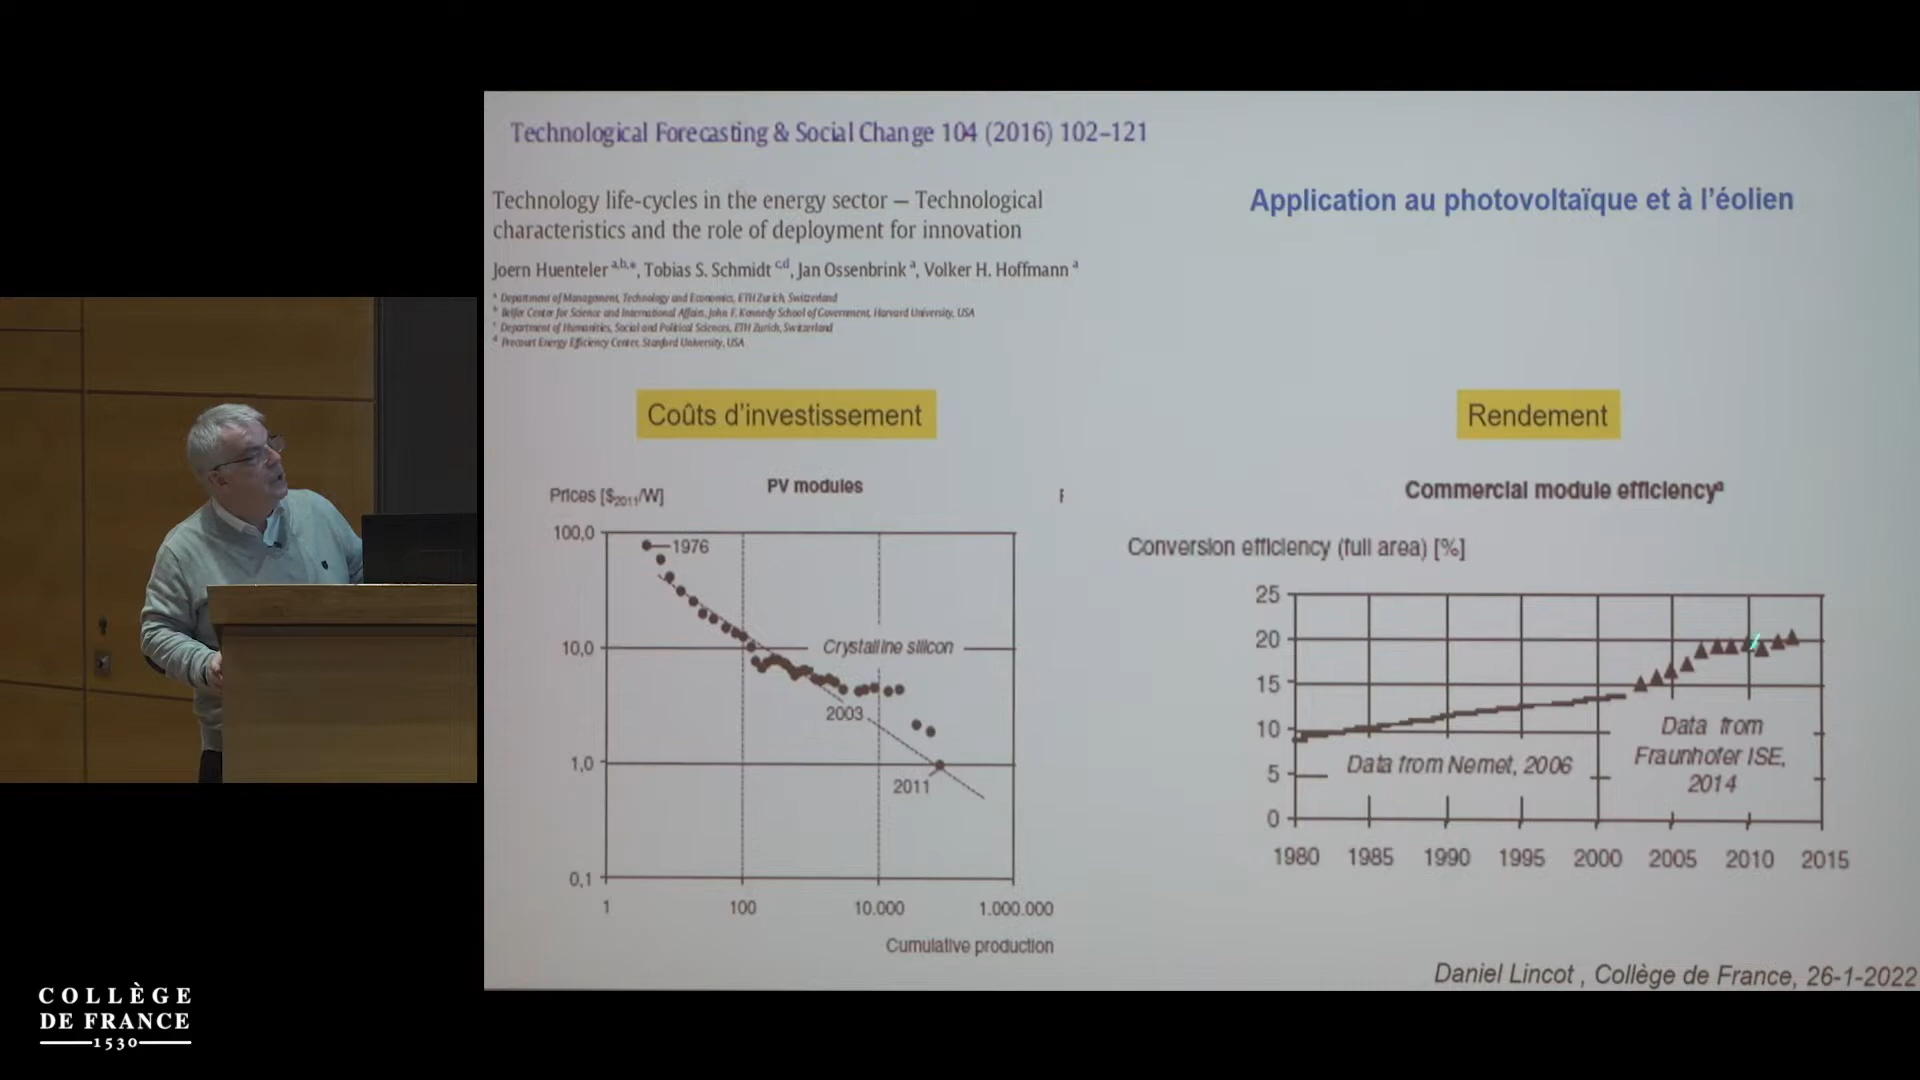 Technological Forecasting & Social Change 104 (2016) 102–121
Technology life-cycles in the energy sector — Technological
characteristics and the role of deployment for innovation
Joern Huenteler a,b,*, Tobias S. Schmidt c,d, Jan Ossenbrink a, Volker H. Hoffmann a
a Department of Management, Technology and Economics, ETH Zurich, Switzerland
b Belfer Center for Science and International Affairs, John F. Kennedy School of Government, Harvard University, USA
c Department of Humanities, Social and Political Sciences, ETH Zurich, Switzerland
d Precourt Energy Efficiency Center, Stanford University, USA
Application au photovoltaïque et à l'éolien
Coûts d'investissement
PV modules
Prices [$2011/W]
100,0
10,0
1,0
0,1
1976
Crystalline silicon
2003
2011
1 100 10.000 1.000.000
Cumulative production
Rendement
Commercial module efficiencyª
Conversion efficiency (full area) [%]
25
20
15
10
5
0
Data from Nemet, 2006
Data from
Fraunhofer ISE,
2014
1980 1985 1990 1995 2000 2005 2010 2015
Daniel Lincot , Collège de France, 26-1-2022
COLLÈGE
DE FRANCE
1530